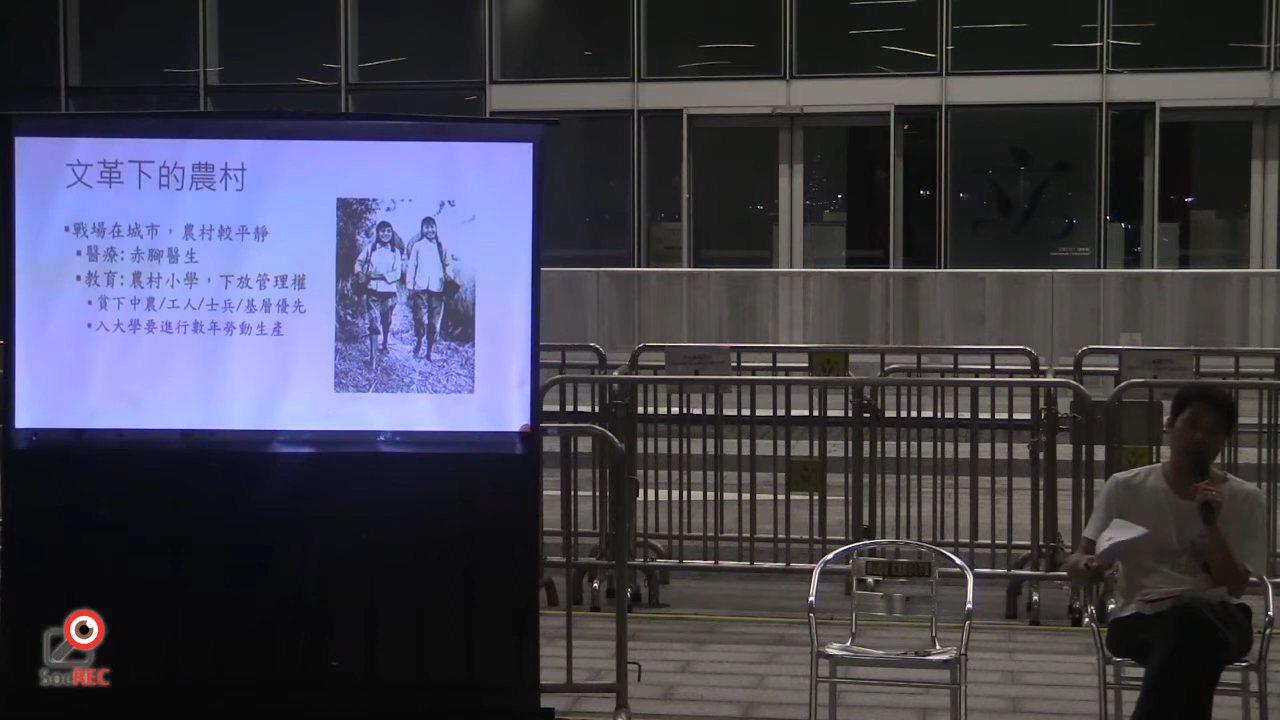 文革下的農村
▪戰場在城市，農村較平靜
▪醫療：赤腳醫生
▪教育：農村小學，下放管理權
•貧下中農/工人/士兵/基層優先
•入大學要進行數年勞動生產
立
SocREC